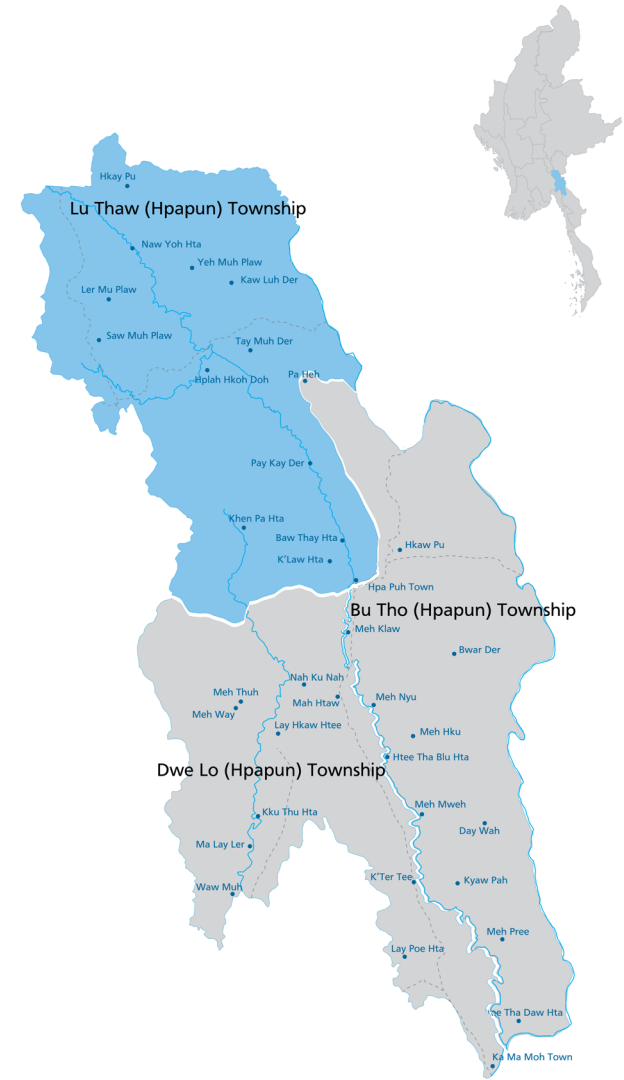 Hkay Pu
Lu Thaw (Hpapun) Township
Naw Yoh Hta
Yeh Muh Plaw
Kaw Luh Der
Ler Mu Plaw
Saw Muh Plaw
Tay Muh Der
Pa Heh
Hplah Hkoh Doh
Pay Kay Der
Khen Pa Hta
Baw Thay Hta
Hkaw Pu
K'Law Hta
Hpa Puh Town
Bu Tho (Hpapun) Township
Meh Klaw
Bwar Der
Nah Ku Nah
Meh Thuh
Meh Nyu
Mah Htaw
Meh Way
Lay Hkaw Htee
Meh Hku
Htee Tha Blu Hta
Dwe Lo (Hpapun) Township
Meh Mweh
Kku Thu Hta
Day Wah
Ma Lay Ler
K'Ter Tee
Kyaw Pah
Waw Muh
Meh Pree
Lay Poe Hta
Tha Daw Hta
Ka Ma Moh Town